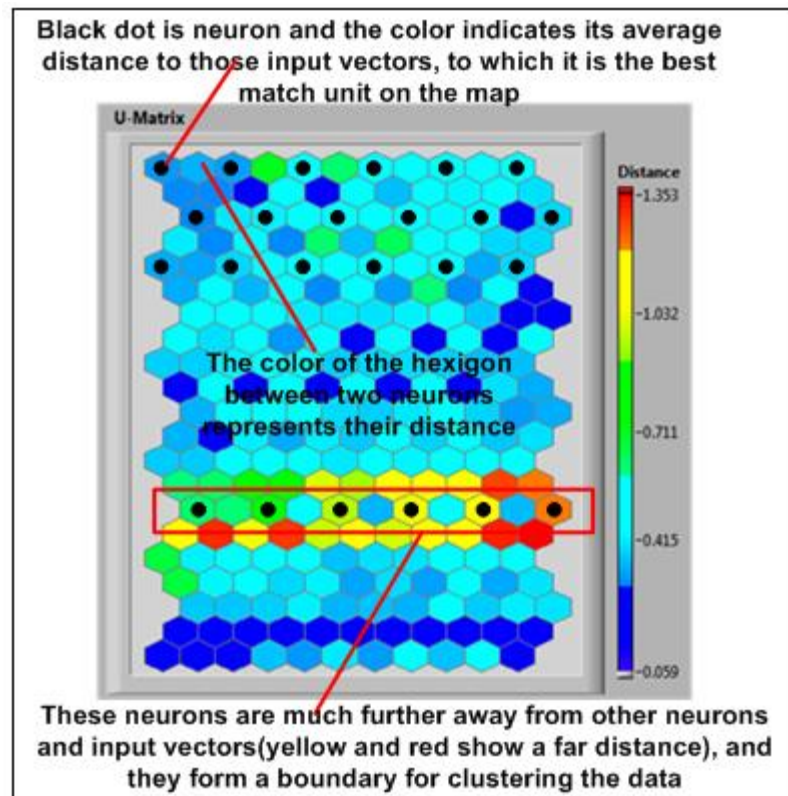 Black dot is neuron and the color indicates its average
distance to those input vectors, to which it is the best
match unit on the map
U-Matrix
Distance
-1.353
-1.032
The color of the hexigon
between two neurons
represents their distance
-0.711
-0.415
-0.059
These neurons are much further away from other neurons
and input vectors(yellow and red show a far distance), and
they form a boundary for clustering the data